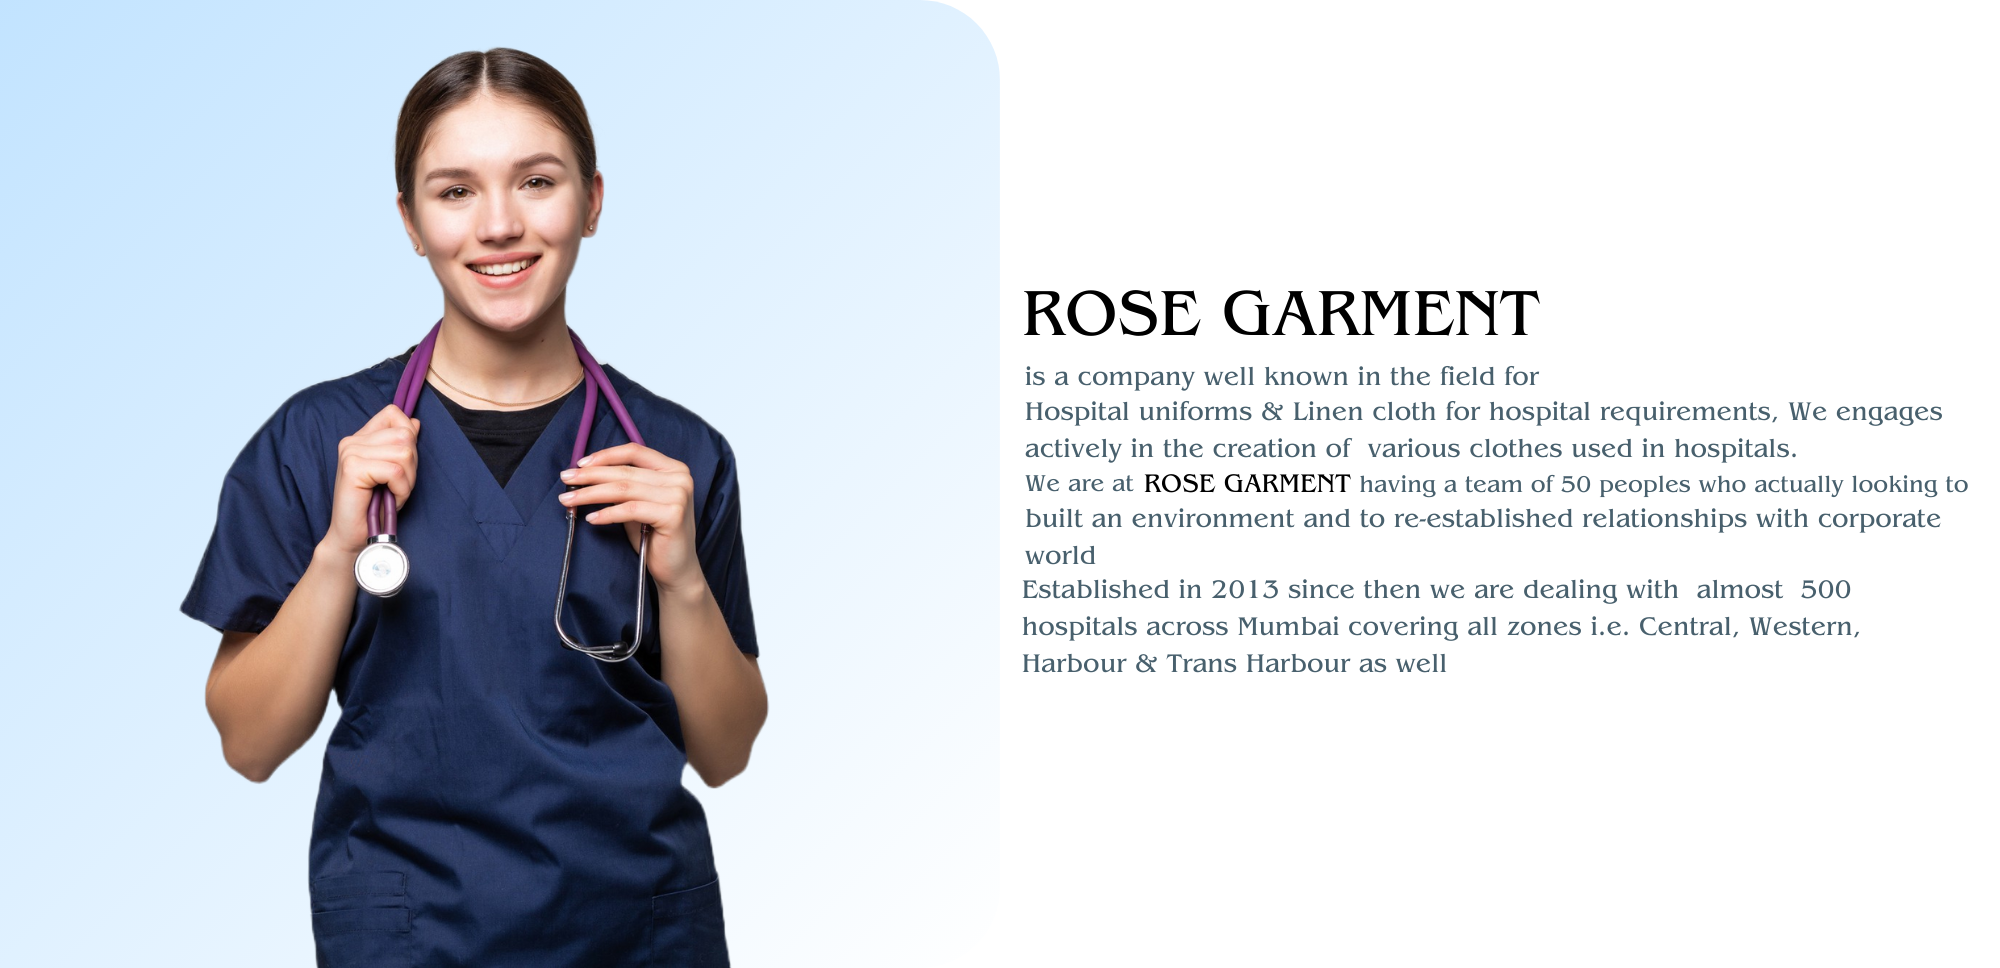 ROSE GARMENT
is a company well known in the field for
Hospital uniforms & Linen cloth for hospital requirements, We engages
actively in the creation of  various clothes used in hospitals.
We are at ROSE GARMENT having a team of 50 peoples who actually looking to
built an environment and to re-established relationships with corporate
world
Established in 2013 since then we are dealing with  almost  500
hospitals across Mumbai covering all zones i.e. Central, Western,
Harbour & Trans Harbour as well